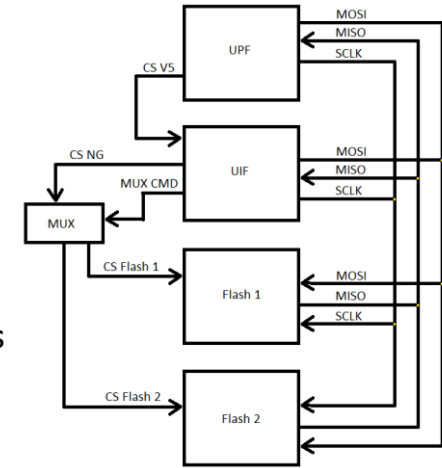 UPF
MOSI
MISO
SCLK
CS V5
UIF
MOSI
MISO
SCLK
CS NG
MUX CMD
MUX
CS Flash 1
Flash 1
MOSI
MISO
SCLK
s
CS Flash 2
Flash 2